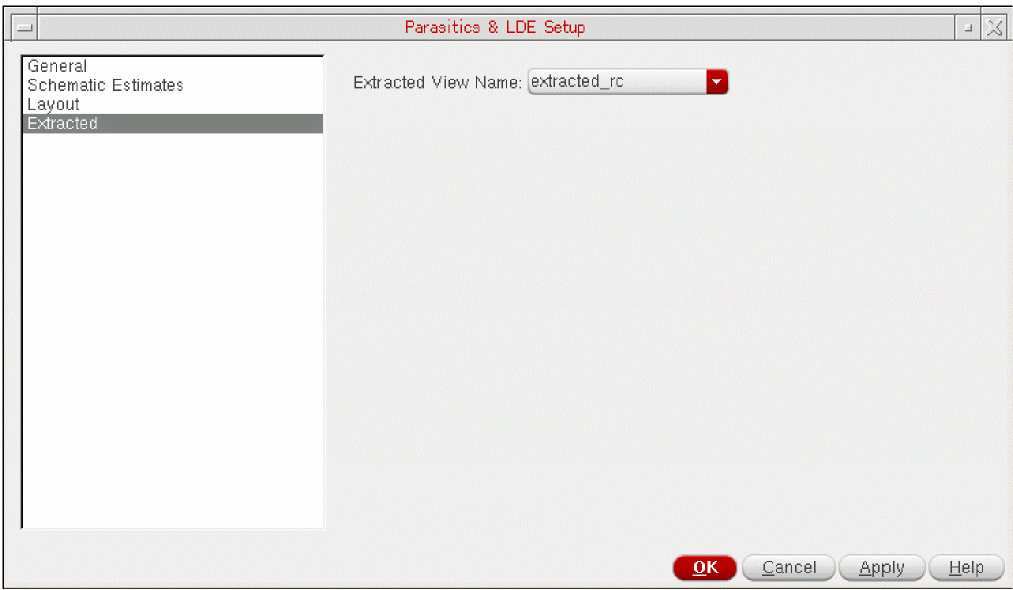 Parasitics & LDE Setup
General
Schematic Estimates
Layout
Extracted
Extracted View Name: extracted_rc
OK Cancel Apply Help